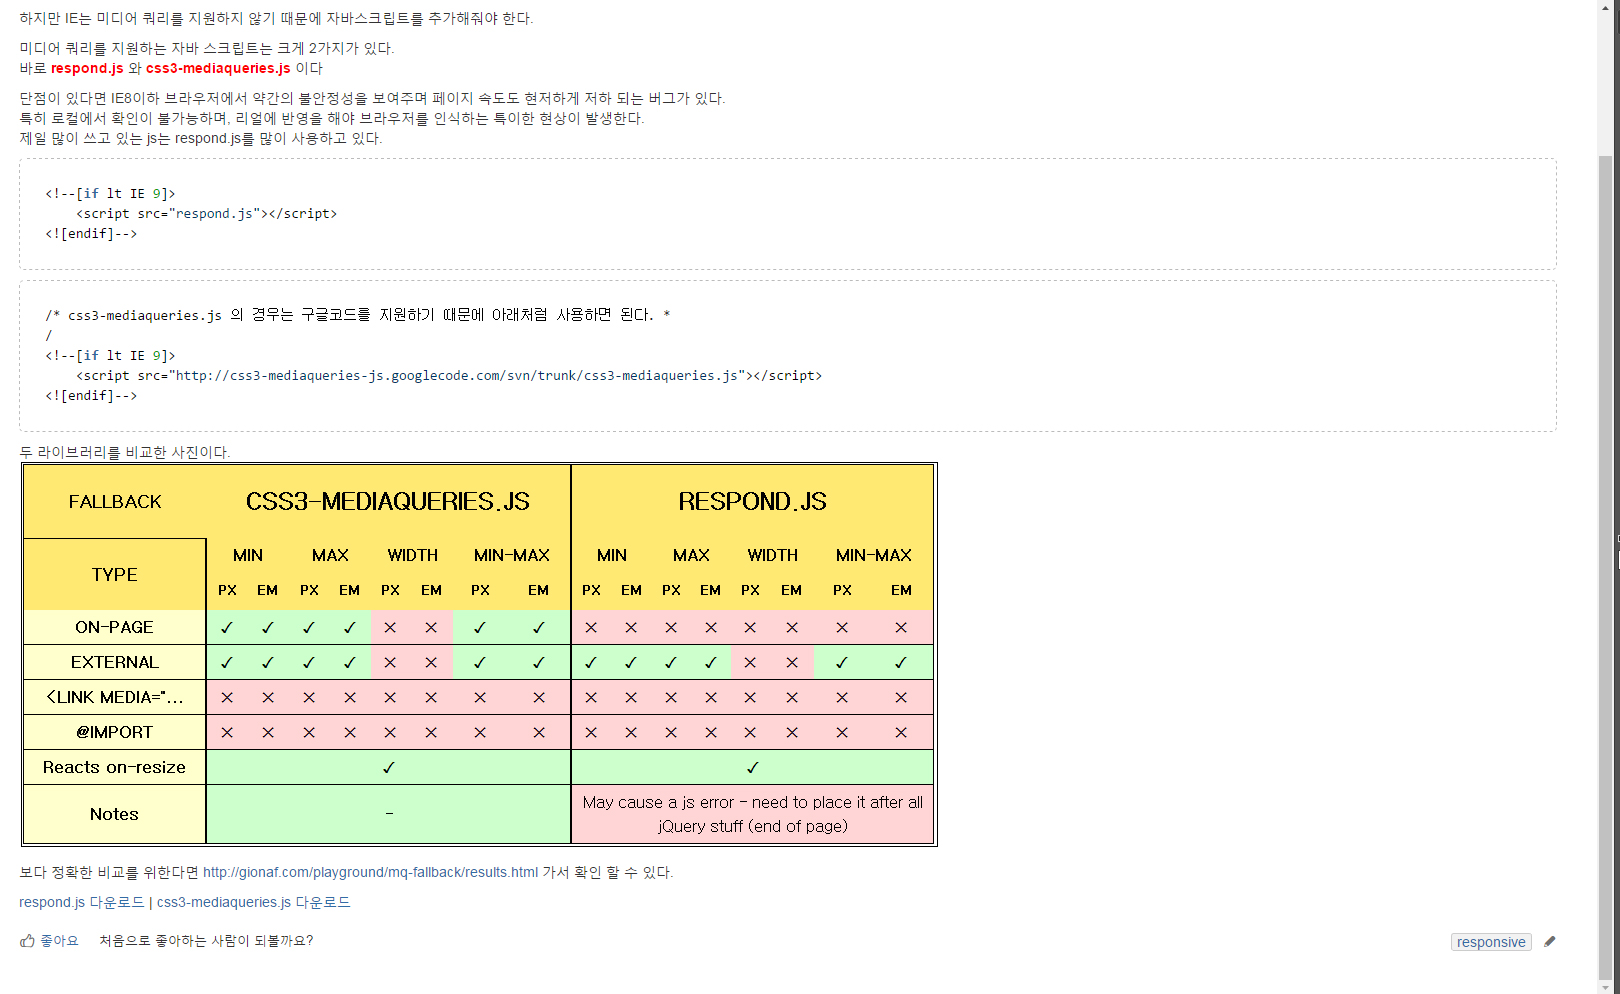 하지만 IE는 미디어 쿼리를 지원하지 않기 때문에 자바스크립트를 추가해줘야 한다.
미디어 쿼리를 지원하는 자바 스크립트는 크게 2가지가 있다.
바로 respond.js 와 css3-mediaqueries.js 이다
단점이 있다면 IE8이하 브라우저에서 약간의 불안정성을 보여주며 페이지 속도도 현저하게 저하 되는 버그가 있다.
특히 로컬에서 확인이 불가능하며, 리얼에 반영을 해야 브라우저를 인식하는 특이한 현상이 발생한다.
제일 많이 쓰고 있는 js는 respond.js를 많이 사용하고 있다.
<!--[if lt IE 9]>
<script src="respond.js"></script>
<![endif]-->
/* css3-mediaqueries.js 의 경우는 구글코드를 지원하기 때문에 아래처럼 사용하면 된다. *
/
<!--[if lt IE 9]>
<script src="http://css3-mediaqueries-js.googlecode.com/svn/trunk/css3-mediaqueries.js"></script>
<![endif]-->
두 라이브러리를 비교한 사진이다.
FALLBACK CSS3-MEDIAQUERIES.JS RESPOND.JS
TYPE MIN MAX WIDTH MIN-MAX MIN MAX WIDTH MIN-MAX
PX EM PX EM PX EM PX EM PX EM PX EM PX EM PX EM
ON-PAGE ✓ ✓ ✓ ✓ × × ✓ ✓ × × × × × × × ×
EXTERNAL ✓ ✓ ✓ ✓ × × ✓ ✓ ✓ ✓ ✓ ✓ × × ✓ ✓
<LINK MEDIA="... × × × × × × × × × × × × × × × ×
@IMPORT × × × × × × × × × × × × × × × ×
Reacts on-resize ✓ ✓
Notes - May cause a js error - need to place it after all
jQuery stuff (end of page)
보다 정확한 비교를 위한다면 http://gionaf.com/playground/mq-fallback/results.html 가서 확인 할 수 있다.
respond.js 다운로드 | css3-mediaqueries.js 다운로드
좋아요 처음으로 좋아하는 사람이 되볼까요? responsive